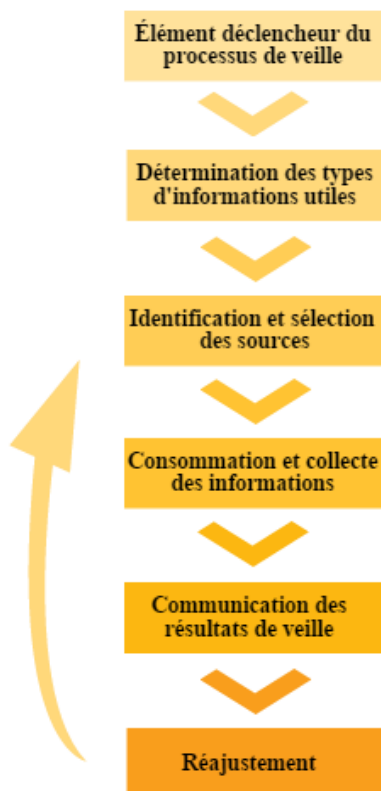 Élément déclencheur du
processus de veille
Détermination des types
d'informations utiles
Identification et sélection
des sources
Consommation et collecte
des informations
Communication des
résultats de veille
Réajustement